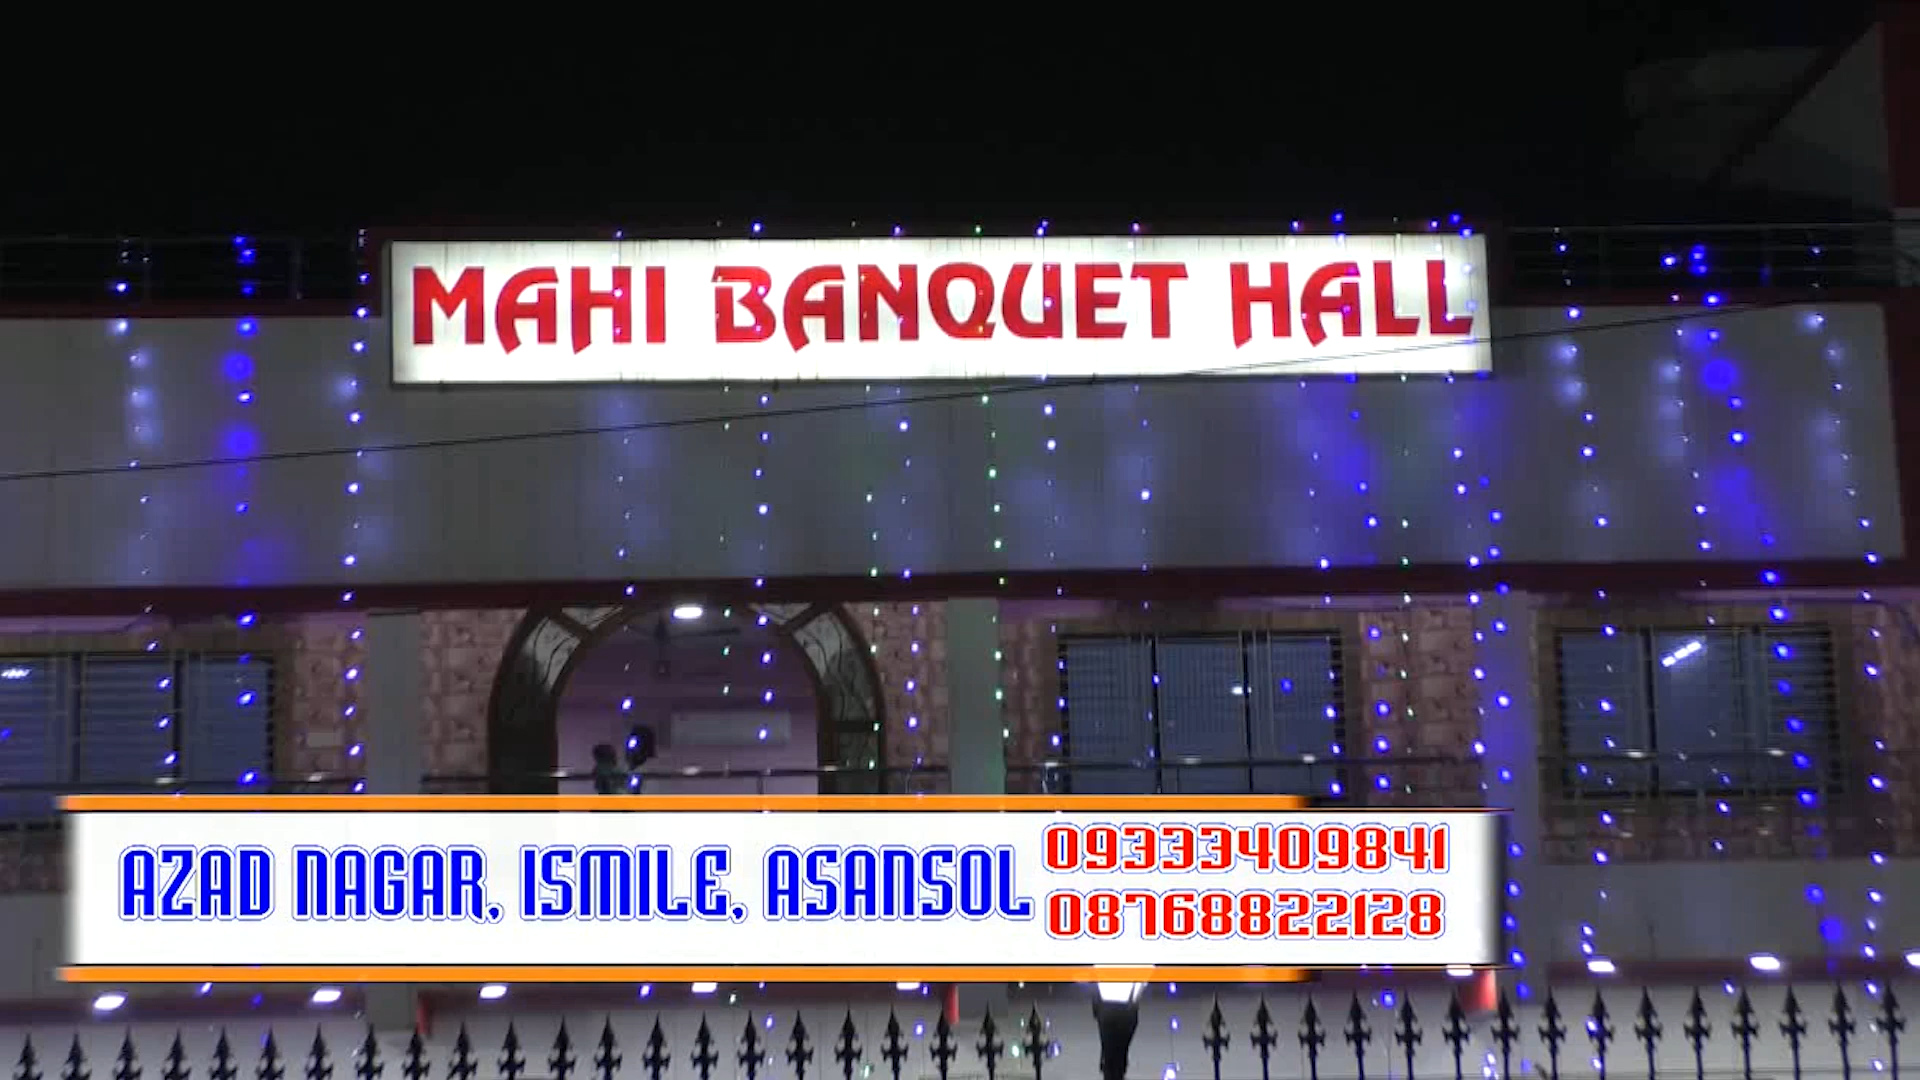 MAHI BANQUET HALL
AZAD NAGAR, ISMILE, ASANSOL
09333409841
08768822128